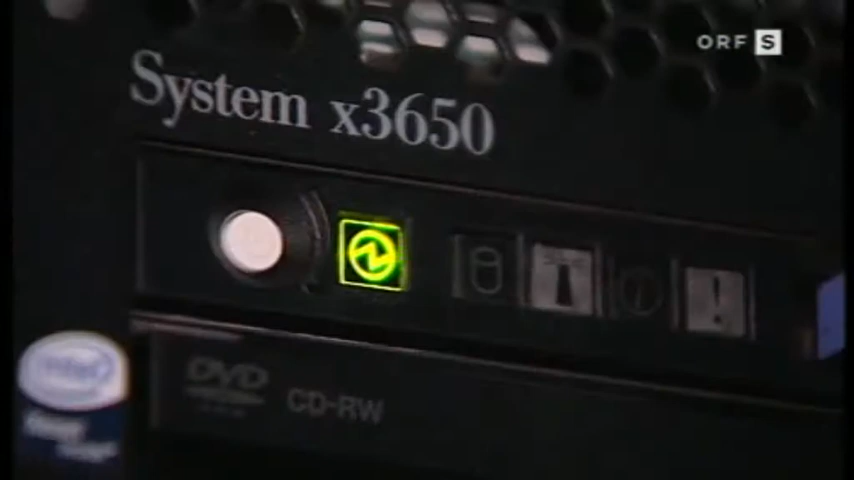 ORF S
System x3650
intel
DVD
CD-RW